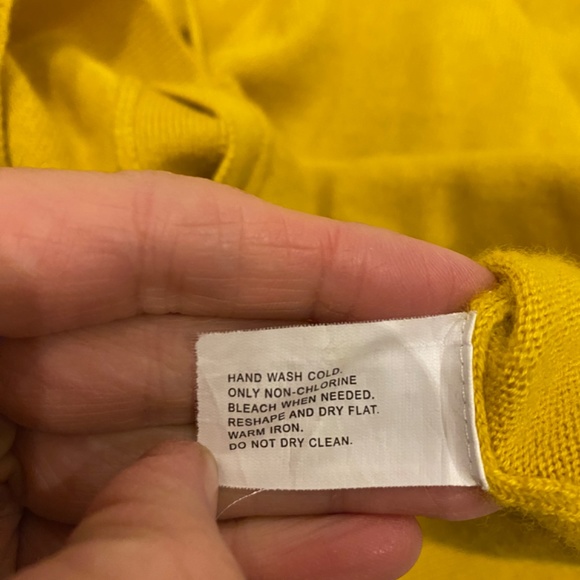 HAND WASH COLD.
ONLY NON-CHLORINE
BLEACH WHEN NEEDED.
RESHAPE AND DRY FLAT.
WARM IRON.
DO NOT DRY CLEAN.